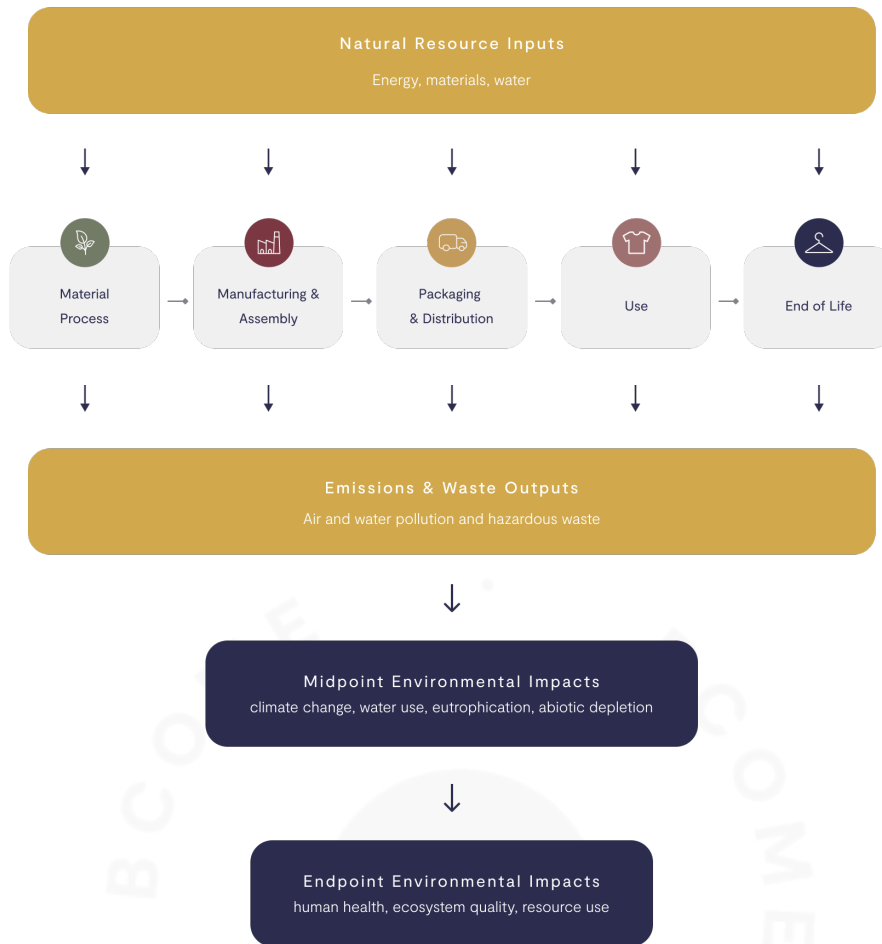 Natural Resource Inputs
Energy, materials, water
Material
Process
Manufacturing &
Assembly
Packaging
& Distribution
Use
End of Life
Emissions & Waste Outputs
Air and water pollution and hazardous waste
Midpoint Environmental Impacts
climate change, water use, eutrophication, abiotic depletion
Endpoint Environmental Impacts
human health, ecosystem quality, resource use